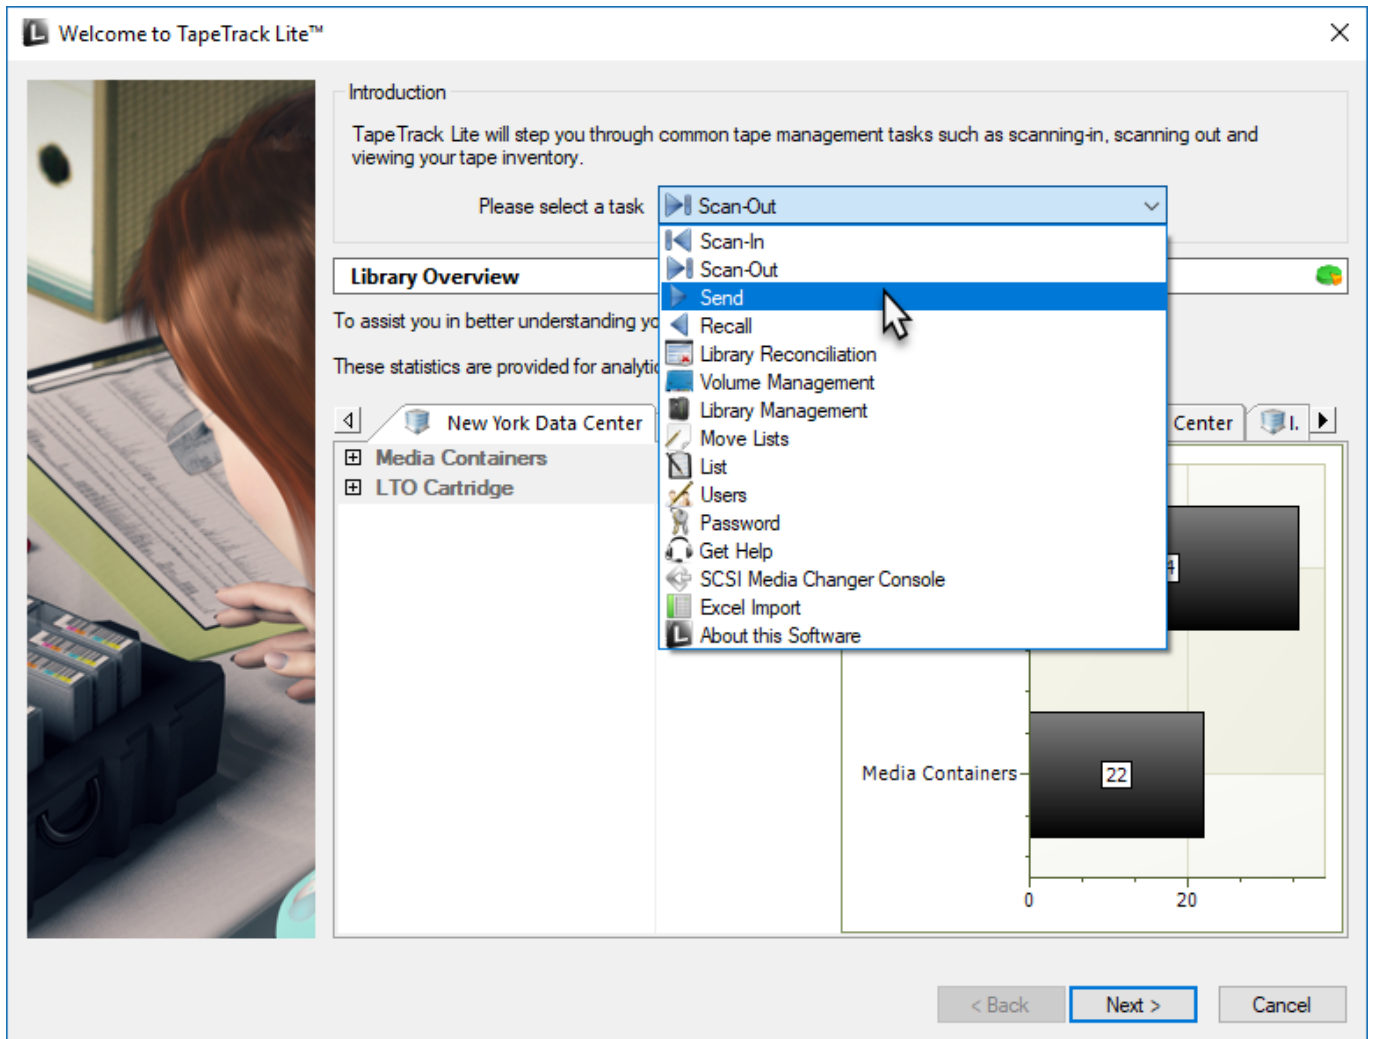 Welcome to TapeTrack Lite™
Introduction
TapeTrack Lite will step you through common tape management tasks such as scanning-in, scanning out and
viewing your tape inventory.
Please select a task
Scan-Out
Scan-In
Scan-Out
Send
Recall
Library Reconciliation
Volume Management
Library Management
Move Lists
List
Users
Password
Get Help
SCSI Media Changer Console
Excel Import
About this Software
Library Overview
To assist you in better understanding
These statistics are provided for
New York Data Center
Center
Media Containers
LTO Cartridge
4
Media Containers
22
0
20
< Back
Next >
Cancel